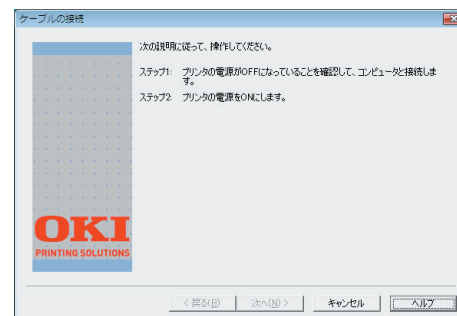 ケーブルの接続
次の説明に従って、操作してください。
ステップ1: プリンタの電源がOFFになっていることを確認して、コンピュータと接続しま
す。
ステップ2: プリンタの電源をONにします。
OKI
PRINTING SOLUTIONS
< 戻る(B) 次へ(N) > キャンセル ヘルプ